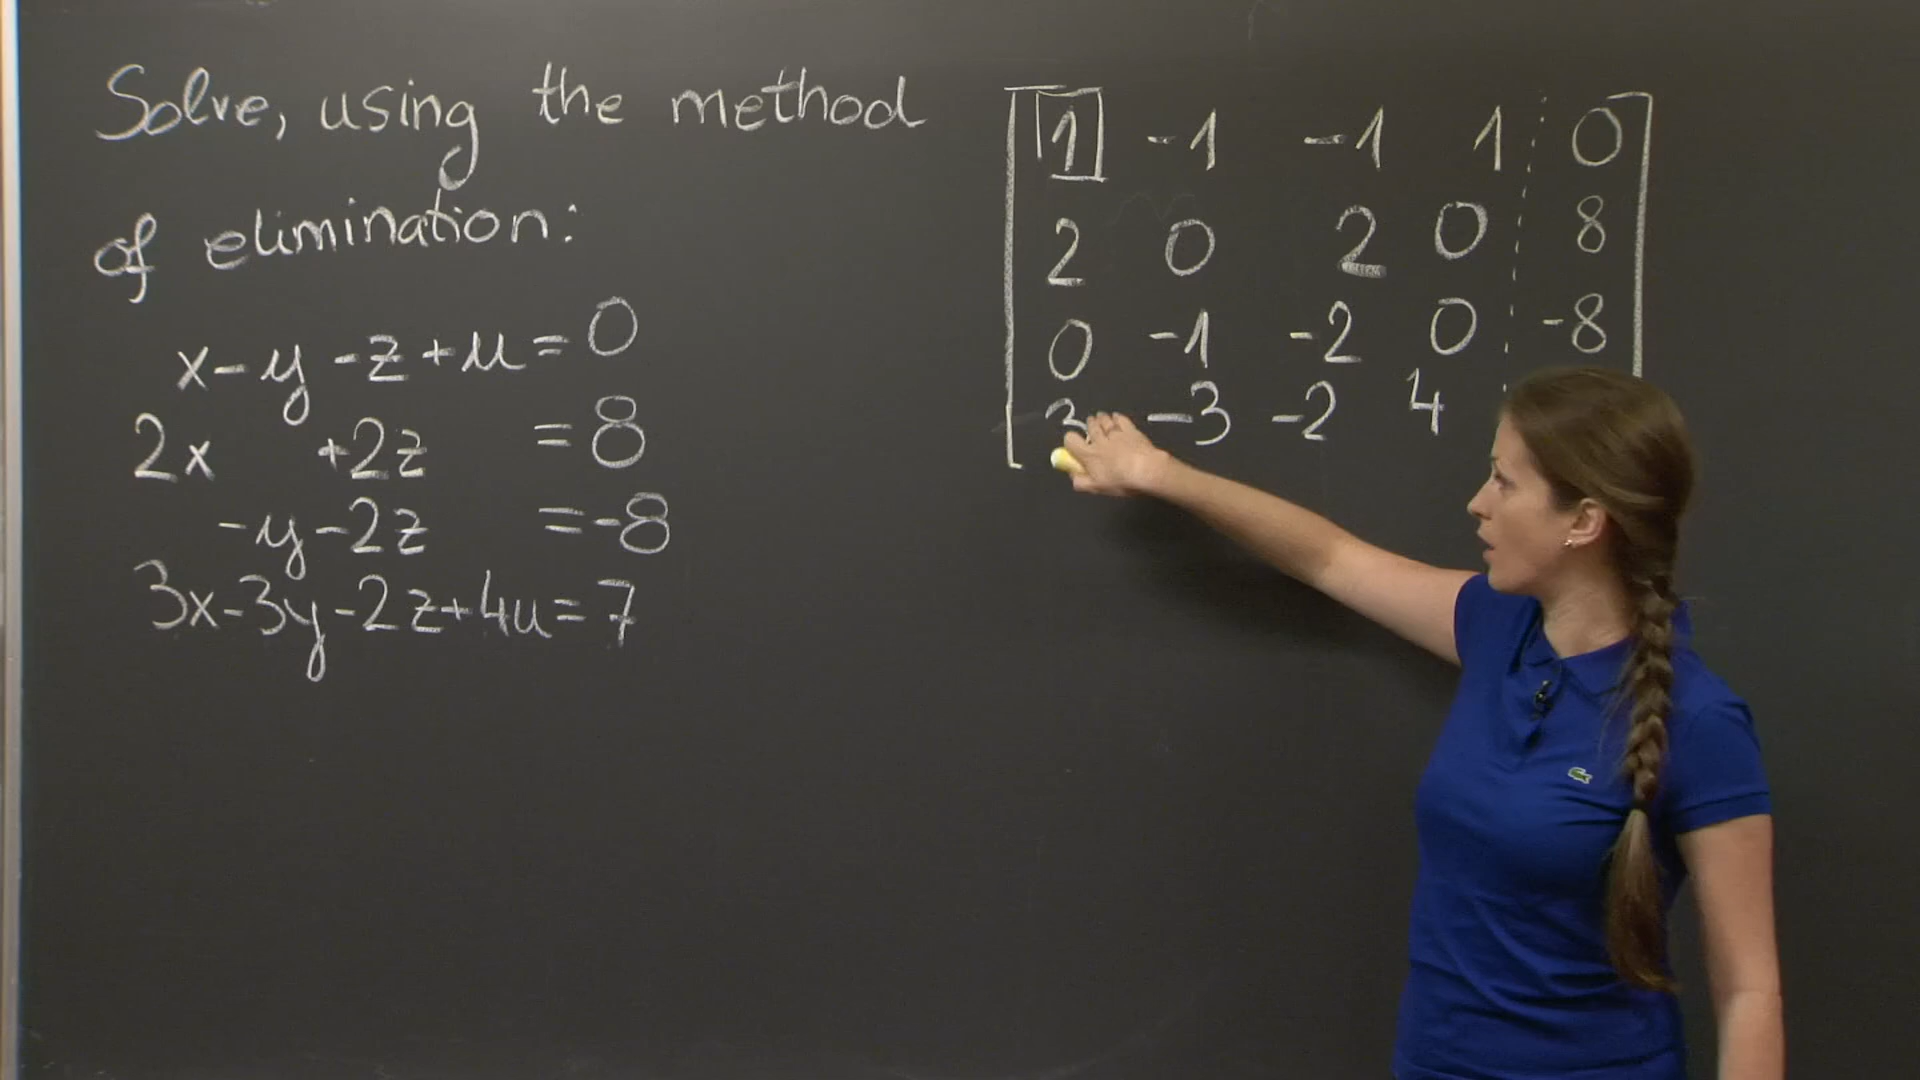 Solve, using the method
of elimination:
x - y - z + u = 0
2x + 2z = 8
- y - 2z = -8
3x - 3y - 2z + 4u = 7
1 -1 -1 1 0
2 0 2 0 8
0 -1 -2 0 -8
3 -3 -2 4